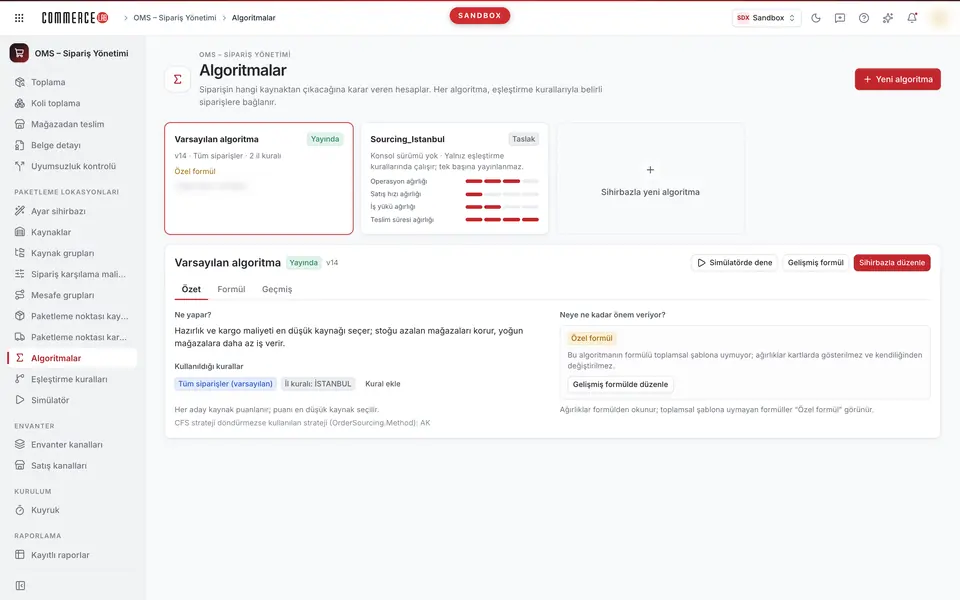 COMMERCE LAB
OMS – Sipariş Yönetimi
Algoritmalar
SANDBOX
SDX Sandbox
OMS – Sipariş Yönetimi
Toplama
Koli toplama
Mağazadan teslim
Belge detayı
Uyumsuzluk kontrolü
PAKETLEME LOKASYONLARI
Ayar sihirbazı
Kaynaklar
Kaynak grupları
Sipariş karşılama mali...
Mesafe grupları
Paketleme noktası kay...
Paketleme noktası kar...
Algoritmalar
Eşleştirme kuralları
Simülatör
ENVANTER
Envanter kanalları
Satış kanalları
KURULUM
Kuyruk
RAPORLAMA
Kayıtlı raporlar
OMS – SİPARİŞ YÖNETİMİ
Algoritmalar
Siparişin hangi kaynaktan çıkacağına karar veren hesaplar. Her algoritma, eşleştirme kurallarıyla belirli
siparişlere bağlanır.
+ Yeni algoritma
Varsayılan algoritma
Yayında
v14 · Tüm siparişler · 2 il kuralı
Özel formül
Sourcing_Istanbul
Taslak
Konsol sürümü yok · Yalnız eşleştirme
kurallarında çalışır; tek başına yayınlanmaz.
Operasyon ağırlığı
Satış hızı ağırlığı
İş yükü ağırlığı
Teslim süresi ağırlığı
+
Sihirbazla yeni algoritma
Varsayılan algoritma
Yayında
v14
Simülatörde dene
Gelişmiş formül
Sihirbazla düzenle
Özet
Formül
Geçmiş
Ne yapar?
Hazırlık ve kargo maliyeti en düşük kaynağı seçer; stoğu azalan mağazaları korur, yoğun
mağazalara daha az iş verir.
Kullanıldığı kurallar
Tüm siparişler (varsayılan)
İl kuralı: İSTANBUL
Kural ekle
Her aday kaynak puanlanır; puanı en düşük kaynak seçilir.
CFS strateji döndürmezse kullanılan strateji (OrderSourcing.Method): AK
Neye ne kadar önem veriyor?
Özel formül
Bu algoritmanın formülü toplamsal şablona uymuyor; ağırlıklar kartlarda gösterilmez ve kendiliğinden
değiştirilmez.
Gelişmiş formülde düzenle
Ağırlıklar formülden okunur; toplamsal şablona uymayan formüller "Özel formül" görünür.